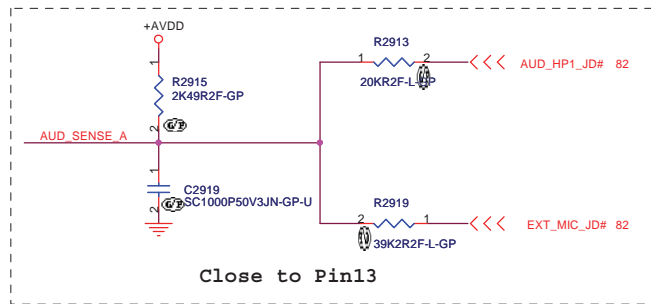 +AVDD
R2913
1
2
AUD_HP1_JD# 82
20KR2F-L-GP
1
R2915
2K49R2F-GP
2
AUD_SENSE_A
1
C2919
SC1000P50V3JN-GP-U
2
R2919
2
1
EXT_MIC_JD# 82
39K2R2F-L-GP
Close to Pin13